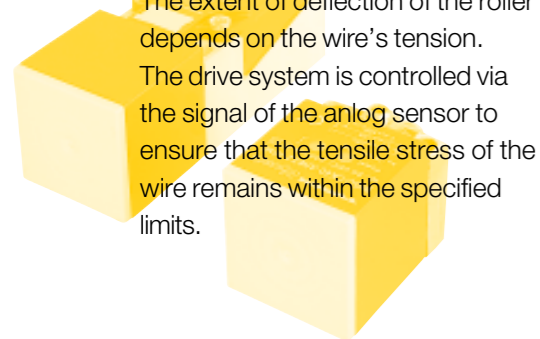 The extent of deflection of the roller
depends on the wire’s tension.
The drive system is controlled via
the signal of the anlog sensor to
ensure that the tensile stress of the
wire remains within the specified
limits.